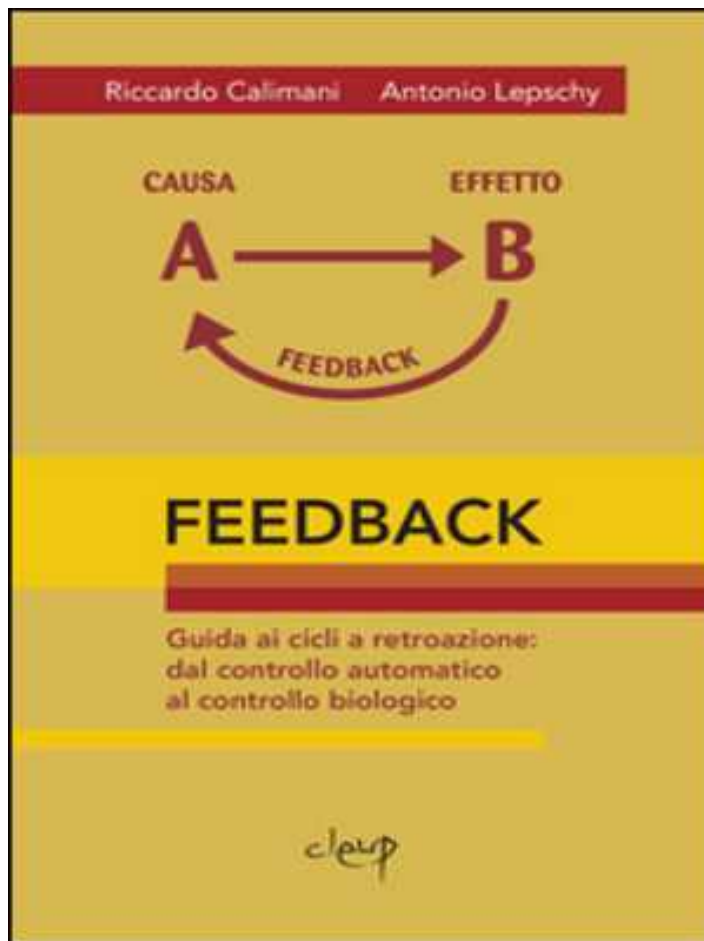 Riccardo Calimani Antonio Lepschy
CAUSA EFFETTO
A B
FEEDBACK
FEEDBACK
Guida ai cicli a retroazione:
dal controllo automatico
al controllo biologico
cleup